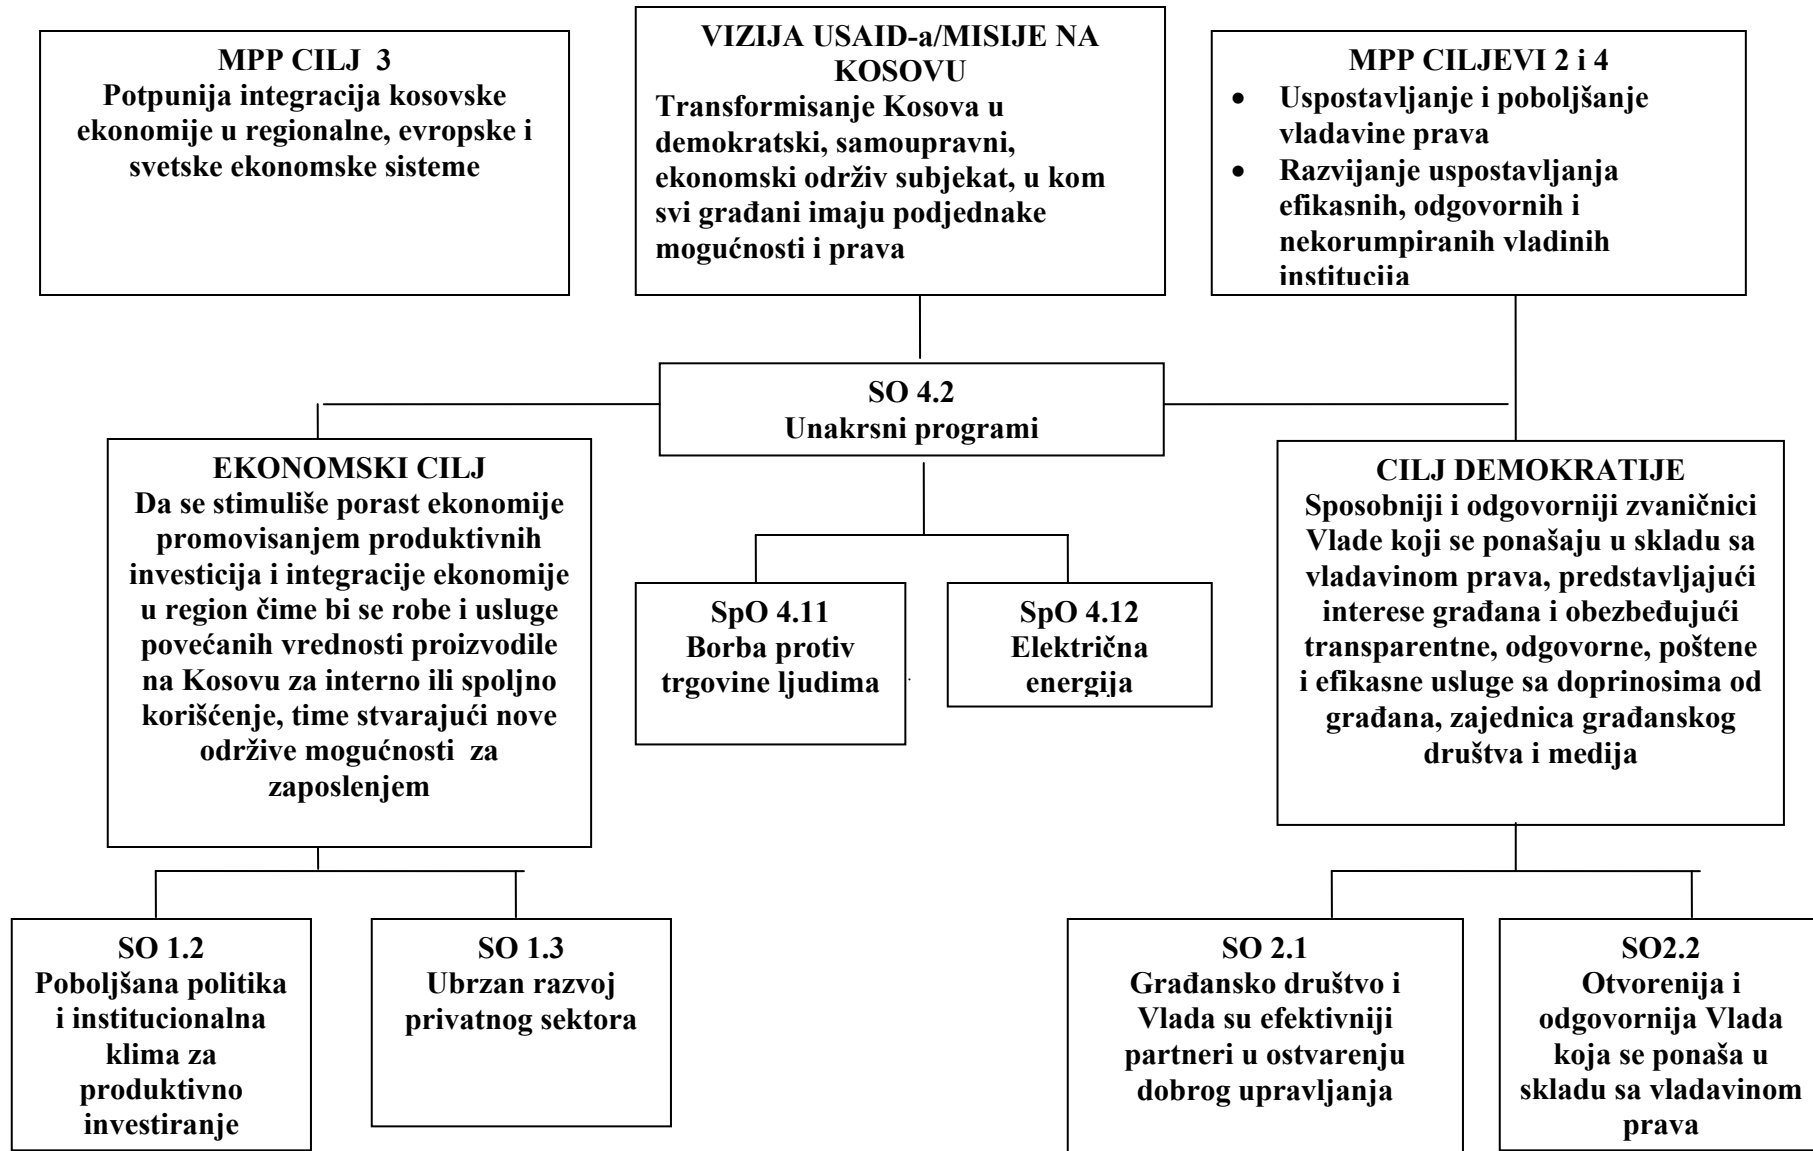 MPP CILJ 3
Potpunija integracija kosovske
ekonomije u regionalne, evropske i
svetske ekonomske sisteme
VIZIJA USAID-a/MISIJE NA
KOSOVU
Transformisanje Kosova u
demokratski, samoupravni,
ekonomski održiv subjekat, u kom
svi građani imaju podjednake
mogućnosti i prava
MPP CILJEVI 2 i 4
• Uspostavljanje i poboljšanje
vladavine prava
• Razvijanje uspostavljanja
efikasnih, odgovornih i
nekorumpiranih vladinih
institucija
SO 4.2
Unakrsni programi
EKONOMSKI CILJ
Da se stimuliše porast ekonomije
promovisanjem produktivnih
investicija i integracije ekonomije
u region čime bi se robe i usluge
povećanih vrednosti proizvodile
na Kosovu za interno ili spoljno
korišćenje, time stvarajući nove
održive mogućnosti za
zaposlenjem
SpO 4.11
Borba protiv
trgovine ljudima
SpO 4.12
Električna
energija
CILJ DEMOKRATIJE
Sposobniji i odgovorniji zvaničnici
Vlade koji se ponašaju u skladu sa
vladavinom prava, predstavljajući
interese građana i obezbeđujući
transparentne, odgovorne, poštene
i efikasne usluge sa doprinosima od
građana, zajednica građanskog
društva i medija
SO 1.2
Poboljšana politika
i institucionalna
klima za
produktivno
investiranje
SO 1.3
Ubrzan razvoj
privatnog sektora
SO 2.1
Građansko društvo i
Vlada su efektivniji
partneri u ostvarenju
dobrog upravljanja
SO2.2
Otvorenija i
odgovornija Vlada
koja se ponaša u
skladu sa vladavinom
prava